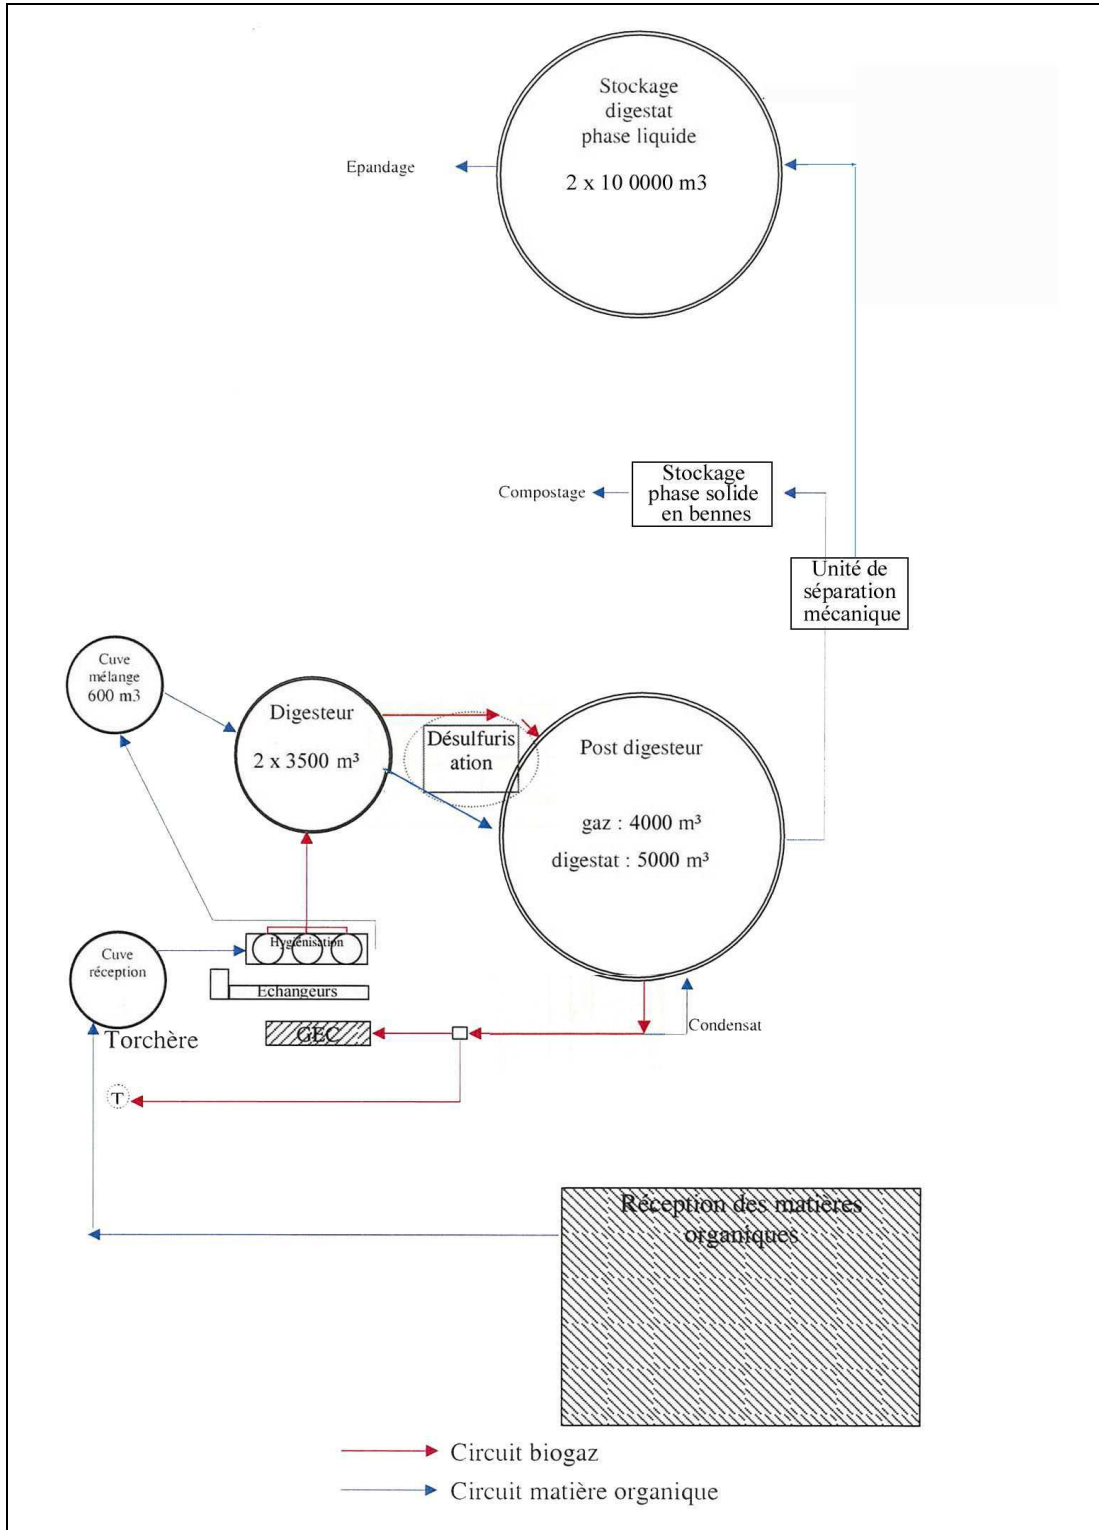 Stockage
digestat
phase liquide
2 x 10 0000 m3
Epandage
Stockage
phase solide
en bennes
Compostage
Unité de
séparation
mécanique
Cuve
mélange
600 m3
Digesteur
2 x 3500 m³
Désulfuris
ation
Post digesteur
gaz : 4000 m³
digestat : 5000 m³
Hygiénisation
Cuve
réception
Echangeurs
GEC
Condensat
Torchère
T
Réception des matières
organiques
Circuit biogaz
Circuit matière organique